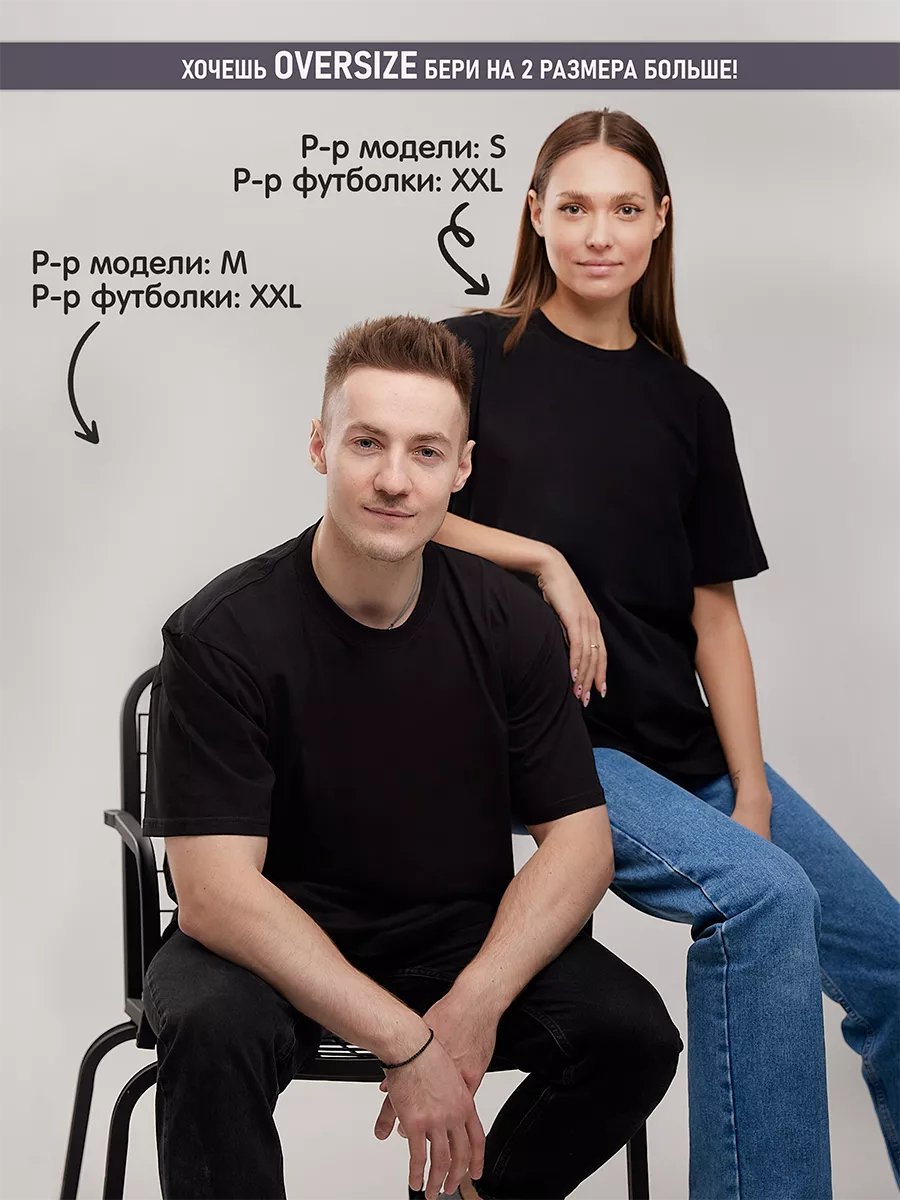 ХОЧЕШЬ OVERSIZE БЕРИ НА 2 РАЗМЕРА БОЛЬШЕ!
Р-р модели: S
Р-р футболки: XXL
Р-р модели: M
Р-р футболки: XXL